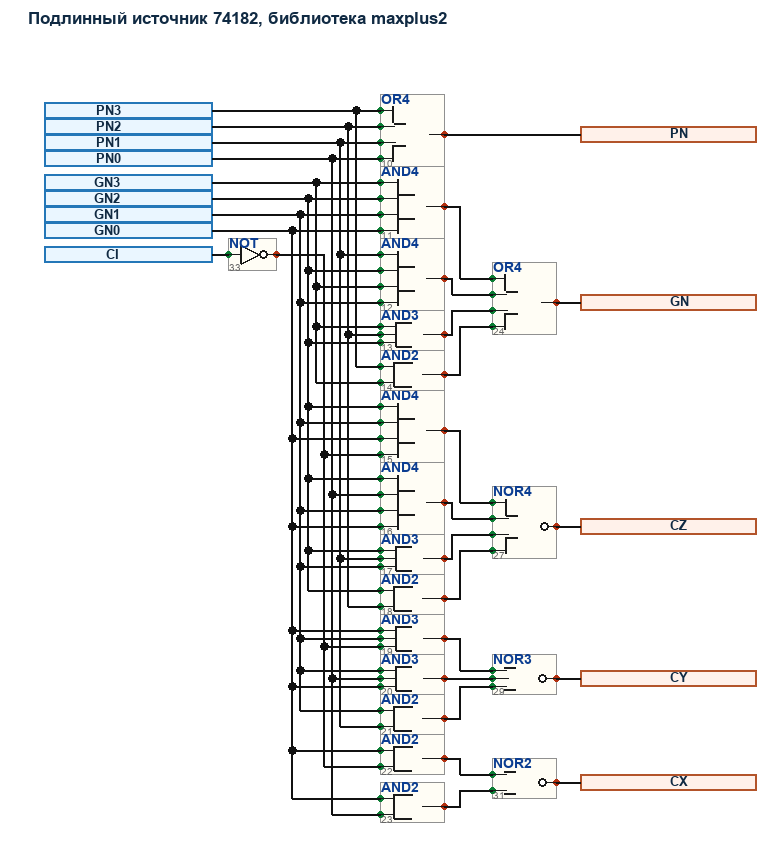 Подлинный источник 74182, библиотека maxplus2
OR4
PN3
PN2
PN1
PN0
10
PN
AND4
GN3
GN2
GN1
GN0
11
NOT
CI
33
AND4
12
OR4
24
GN
AND3
13
AND2
14
AND4
15
AND4
16
NOR4
27
CZ
AND3
17
AND2
18
AND3
19
AND3
20
NOR3
29
CY
AND2
21
AND2
22
NOR2
31
CX
AND2
23